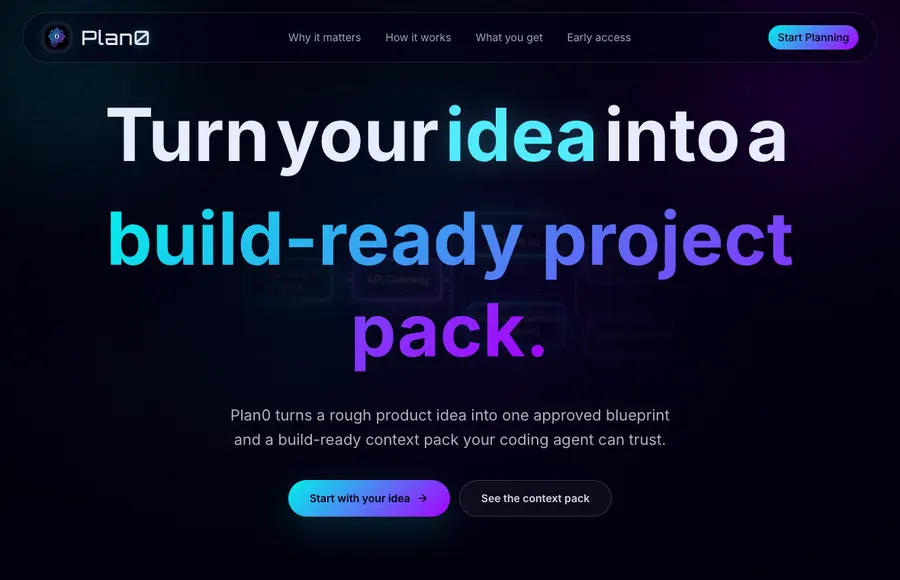 Plan0
Why it matters
How it works
What you get
Early access
Start Planning
Turn your idea into a
build-ready project
pack.
API Gateway
Plan0 turns a rough product idea into one approved blueprint
and a build-ready context pack your coding agent can trust.
Start with your idea →
See the context pack